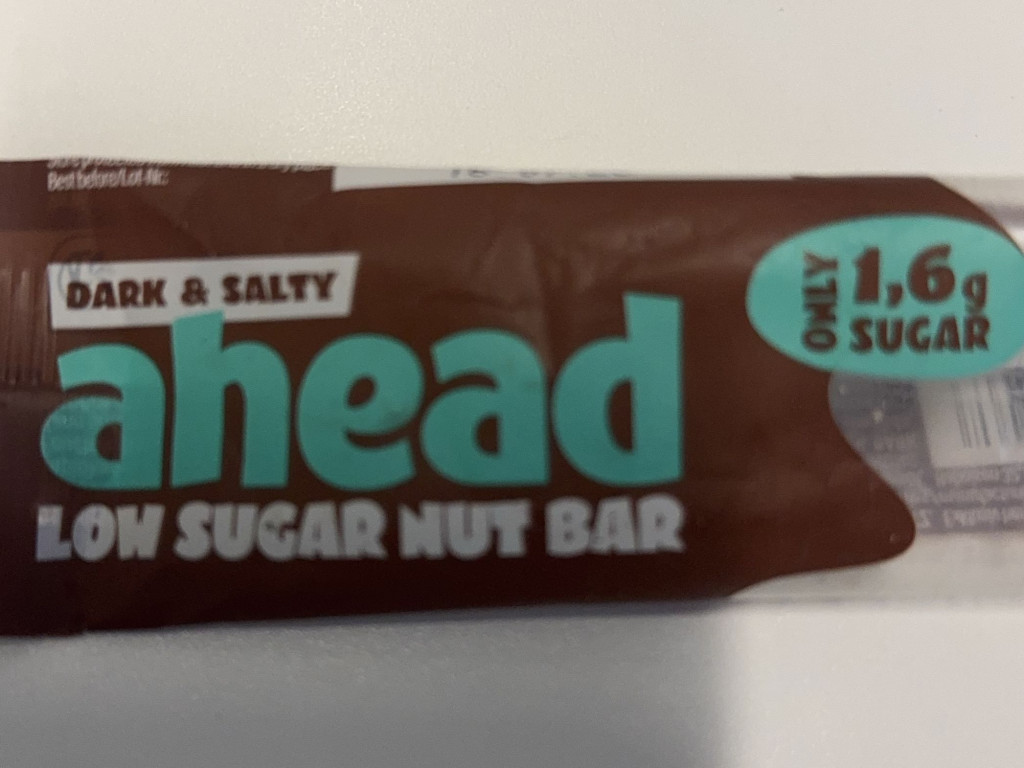 Best before/Lot-Nr.:
DARK & SALTY
ahead
LOW SUGAR NUT BAR
ONLY
1,6g
SUGAR